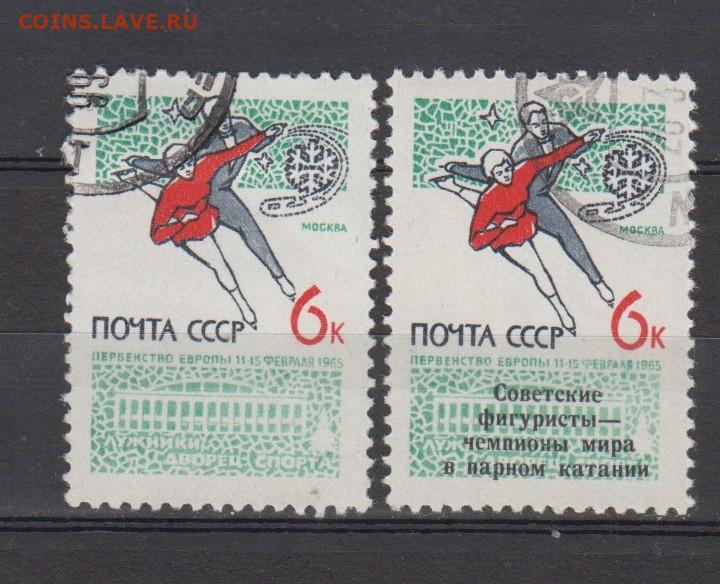 COINS.LAVE.RU
МОСКВА
ПОЧТА СССР 6к
ПЕРВЕНСТВО ЕВРОПЫ 11-15 ФЕВРАЛЯ 1965
ЛУЖНИКИ
ДВОРЕЦ СПОРТА
МОСКВА
ПОЧТА СССР 6к
ПЕРВЕНСТВО ЕВРОПЫ 11-15 ФЕВРАЛЯ 1965
Советские
фигуристы—
чемпионы мира
в парном катании